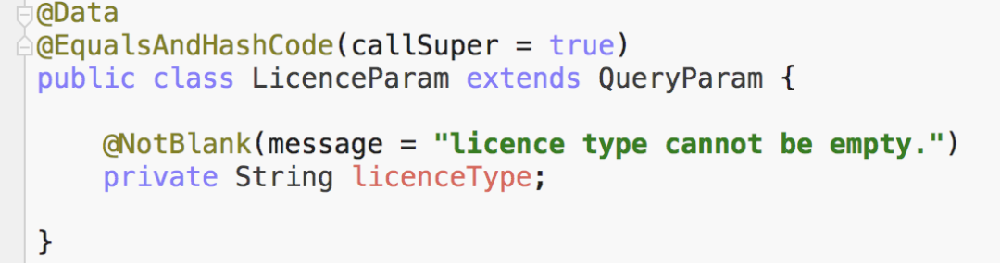 @Data
@EqualsAndHashCode(callSuper = true)
public class LicenceParam extends QueryParam {
@NotBlank(message = "licence type cannot be empty.")
private String licenceType;
}